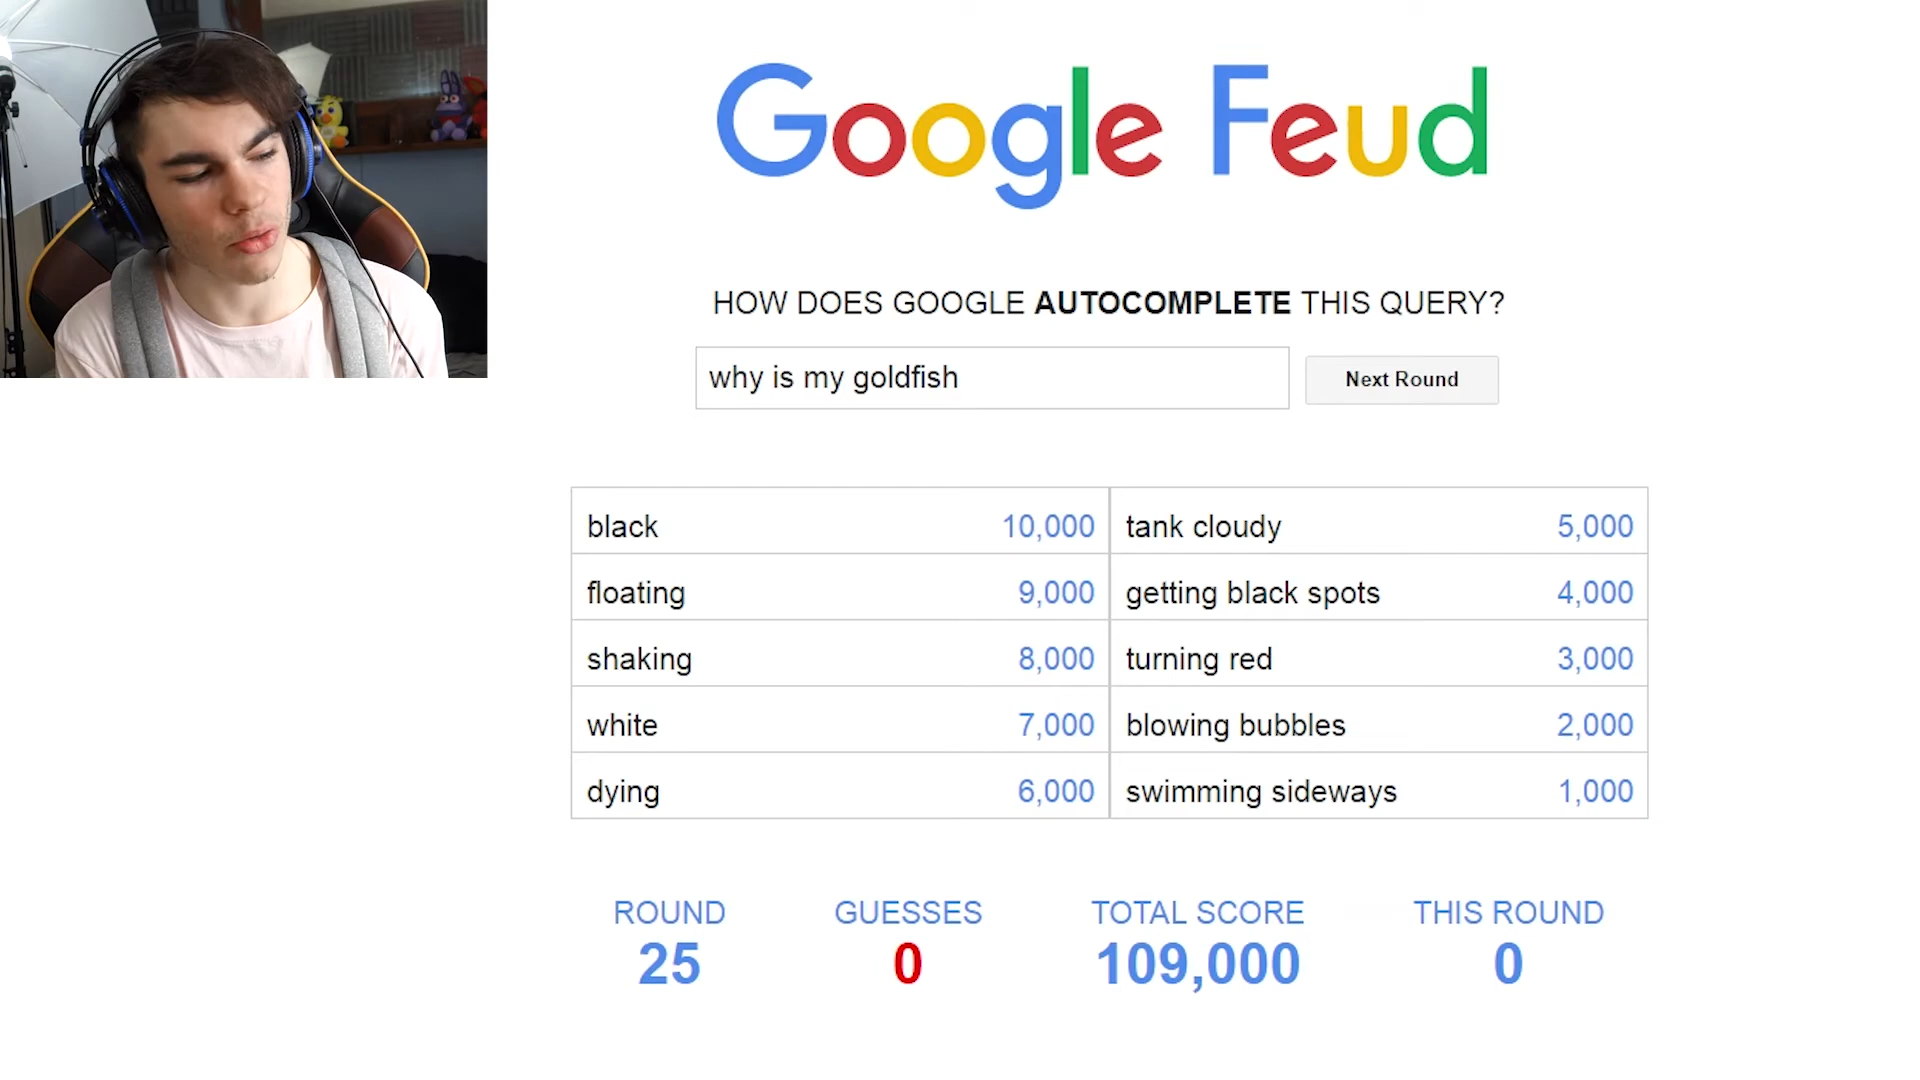 Google Feud
HOW DOES GOOGLE AUTOCOMPLETE THIS QUERY?
why is my goldfish
Next Round
black 10,000
tank cloudy 5,000
floating 9,000
getting black spots 4,000
shaking 8,000
turning red 3,000
white 7,000
blowing bubbles 2,000
dying 6,000
swimming sideways 1,000
ROUND GUESSES TOTAL SCORE THIS ROUND
25 0 109,000 0